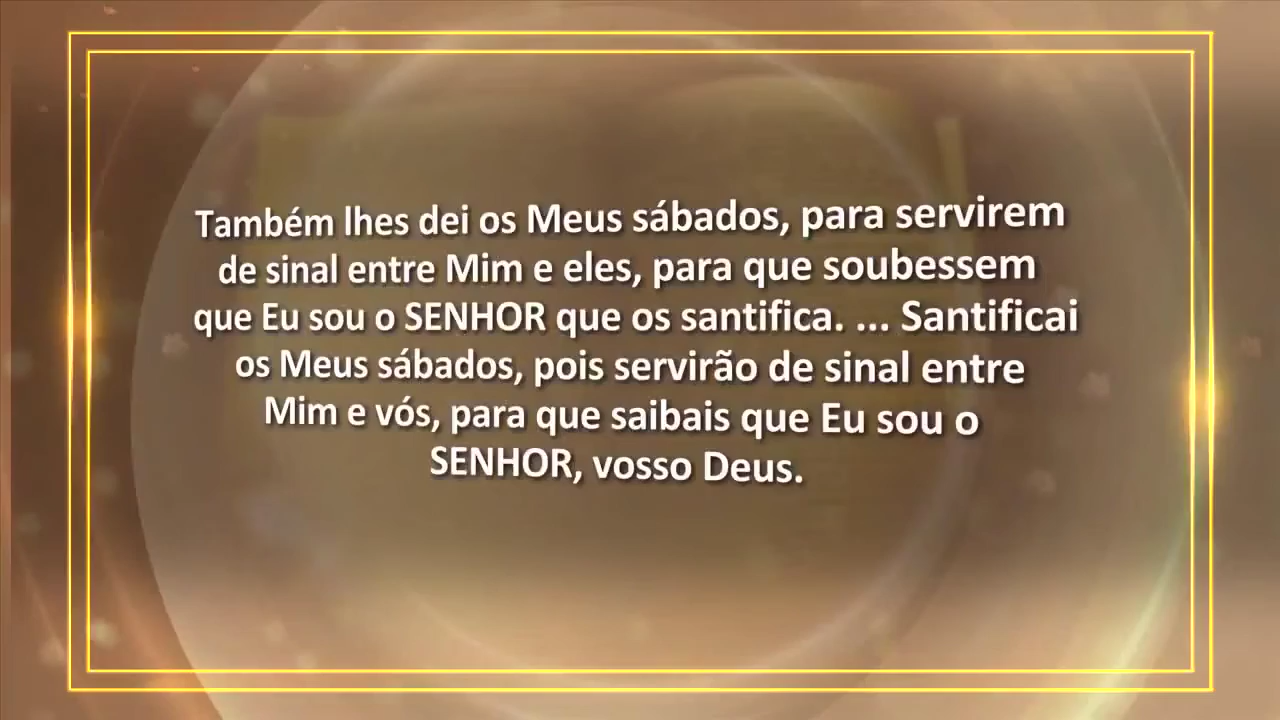 Também lhes dei os Meus sábados, para servirem
de sinal entre Mim e eles, para que soubessem
que Eu sou o SENHOR que os santifica. ... Santificai
os Meus sábados, pois servirão de sinal entre
Mim e vós, para que saibais que Eu sou o
SENHOR, vosso Deus.